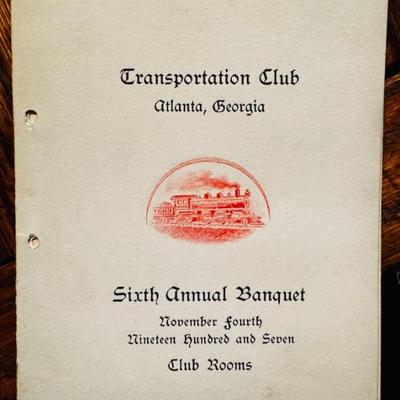 Transportation Club
Atlanta, Georgia
Sixth Annual Banquet
November Fourth
Nineteen Hundred and Seven
Club Rooms